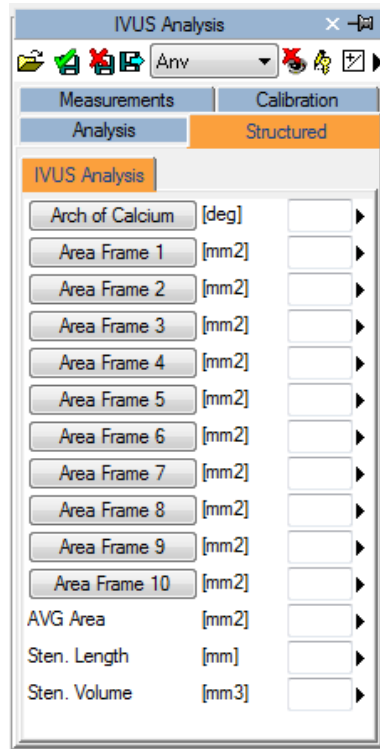 IVUS Analysis
Any
Measurements Calibration
Analysis Structured
IVUS Analysis
Arch of Calcium [deg]
Area Frame 1 [mm2]
Area Frame 2 [mm2]
Area Frame 3 [mm2]
Area Frame 4 [mm2]
Area Frame 5 [mm2]
Area Frame 6 [mm2]
Area Frame 7 [mm2]
Area Frame 8 [mm2]
Area Frame 9 [mm2]
Area Frame 10 [mm2]
AVG Area [mm2]
Sten. Length [mm]
Sten. Volume [mm3]